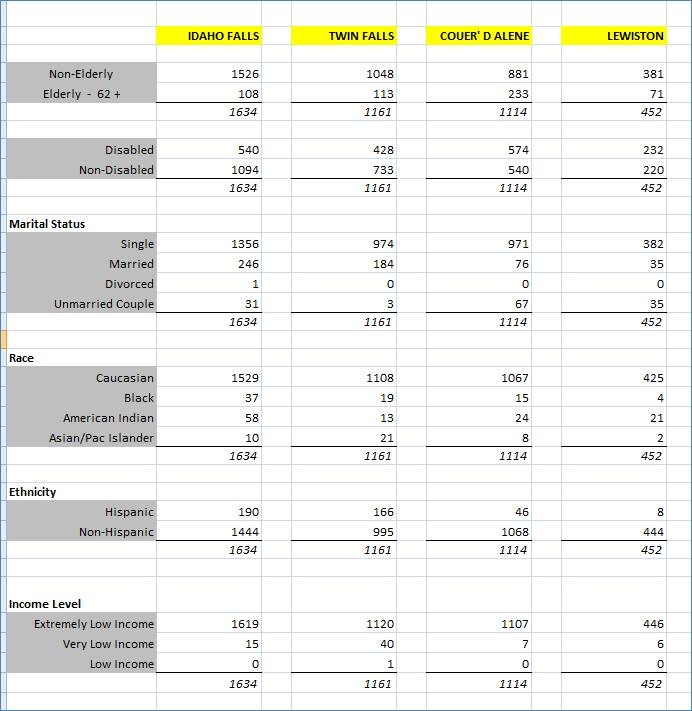 IDAHO FALLS TWIN FALLS COUER' D ALENE LEWISTON
Non-Elderly 1526 1048 881 381
Elderly - 62 + 108 113 233 71
1634 1161 1114 452
Disabled 540 428 574 232
Non-Disabled 1094 733 540 220
1634 1161 1114 452
Marital Status
Single 1356 974 971 382
Married 246 184 76 35
Divorced 1 0 0 0
Unmarried Couple 31 3 67 35
1634 1161 1114 452
Race
Caucasian 1529 1108 1067 425
Black 37 19 15 4
American Indian 58 13 24 21
Asian/Pac Islander 10 21 8 2
1634 1161 1114 452
Ethnicity
Hispanic 190 166 46 8
Non-Hispanic 1444 995 1068 444
1634 1161 1114 452
Income Level
Extremely Low Income 1619 1120 1107 446
Very Low Income 15 40 7 6
Low Income 0 1 0 0
1634 1161 1114 452